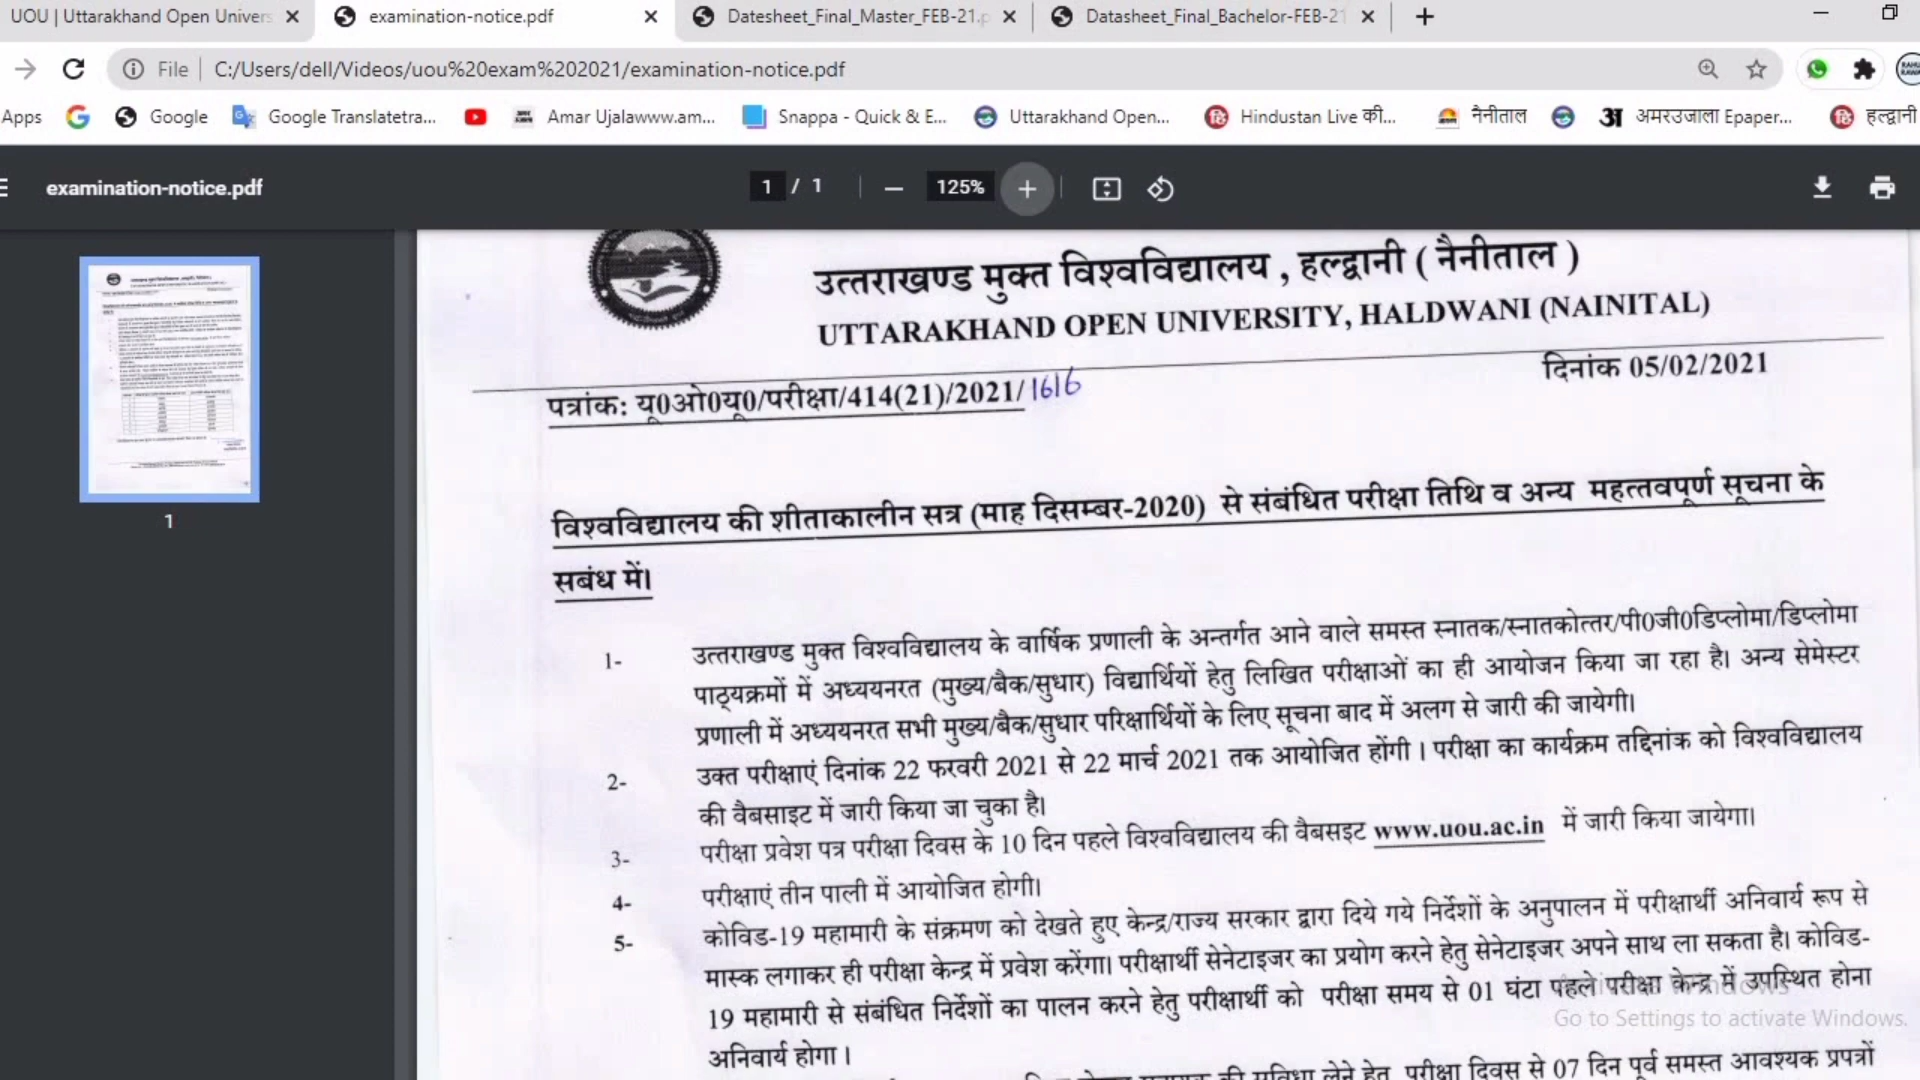 UOU | Uttarakhand Open Univers
examination-notice.pdf
Datesheet_Final_Master_FEB-21.p
Datasheet_Final_Bachelor-FEB-21
File
C:/Users/dell/Videos/uou%20exam%202021/examination-notice.pdf
Apps
Google
Google Translatetra...
Amar Ujalawww.am...
Snappa - Quick & E...
Uttarakhand Open...
Hindustan Live की...
नैनीताल
अमरउजाला Epaper...
हल्द्वानी
examination-notice.pdf
1 / 1
125%
1
उत्तराखण्ड मुक्त विश्वविद्यालय , हल्द्वानी ( नैनीताल )
UTTARAKHAND OPEN UNIVERSITY, HALDWANI (NAINITAL)
दिनांक 05/02/2021
पत्रांक: यू0ओ0यू0/परीक्षा/414(21)/2021/ 1616
विश्वविद्यालय की शीताकालीन सत्र (माह दिसम्बर-2020) से संबंधित परीक्षा तिथि व अन्य महत्तवपूर्ण सूचना के
सबंध में।
1- उत्तराखण्ड मुक्त विश्वविद्यालय के वार्षिक प्रणाली के अन्तर्गत आने वाले समस्त स्नातक/स्नातकोत्तर/पी0जी0डिप्लोमा/डिप्लोमा
पाठ्यक्रमों में अध्ययनरत (मुख्य/बैक/सुधार) विद्यार्थियों हेतु लिखित परीक्षाओं का ही आयोजन किया जा रहा है। अन्य सेमेस्टर
प्रणाली में अध्ययनरत सभी मुख्य/बैक/सुधार परिक्षार्थियों के लिए सूचना बाद में अलग से जारी की जायेगी।
2- उक्त परीक्षाएं दिनांक 22 फरवरी 2021 से 22 मार्च 2021 तक आयोजित होंगी । परीक्षा का कार्यक्रम तद्दिनांक को विश्वविद्यालय
की वैबसाइट में जारी किया जा चुका है।
3- परीक्षा प्रवेश पत्र परीक्षा दिवस के 10 दिन पहले विश्वविद्यालय की वैबसइट www.uou.ac.in में जारी किया जायेगा।
4- परीक्षाएं तीन पाली में आयोजित होगी।
5- कोविड-19 महामारी के संक्रमण को देखते हुए केन्द्र/राज्य सरकार द्वारा दिये गये निर्देशों के अनुपालन में परीक्षार्थी अनिवार्य रूप से
मास्क लगाकर ही परीक्षा केन्द्र में प्रवेश करेंगा। परीक्षार्थी सेनेटाइजर का प्रयोग करने हेतु सेनेटाइजर अपने साथ ला सकता है। कोविड-
19 महामारी से संबंधित निर्देशों का पालन करने हेतु परीक्षार्थी को परीक्षा समय से 01 घंटा पहले परीक्षा केन्द्र में उपस्थित होना
अनिवार्य होगा ।
Go to Settings to activate Windows.
की सुविधा लेने हेतु परीक्षा दिवस से 07 दिन पूर्व समस्त आवश्यक प्रपत्रों